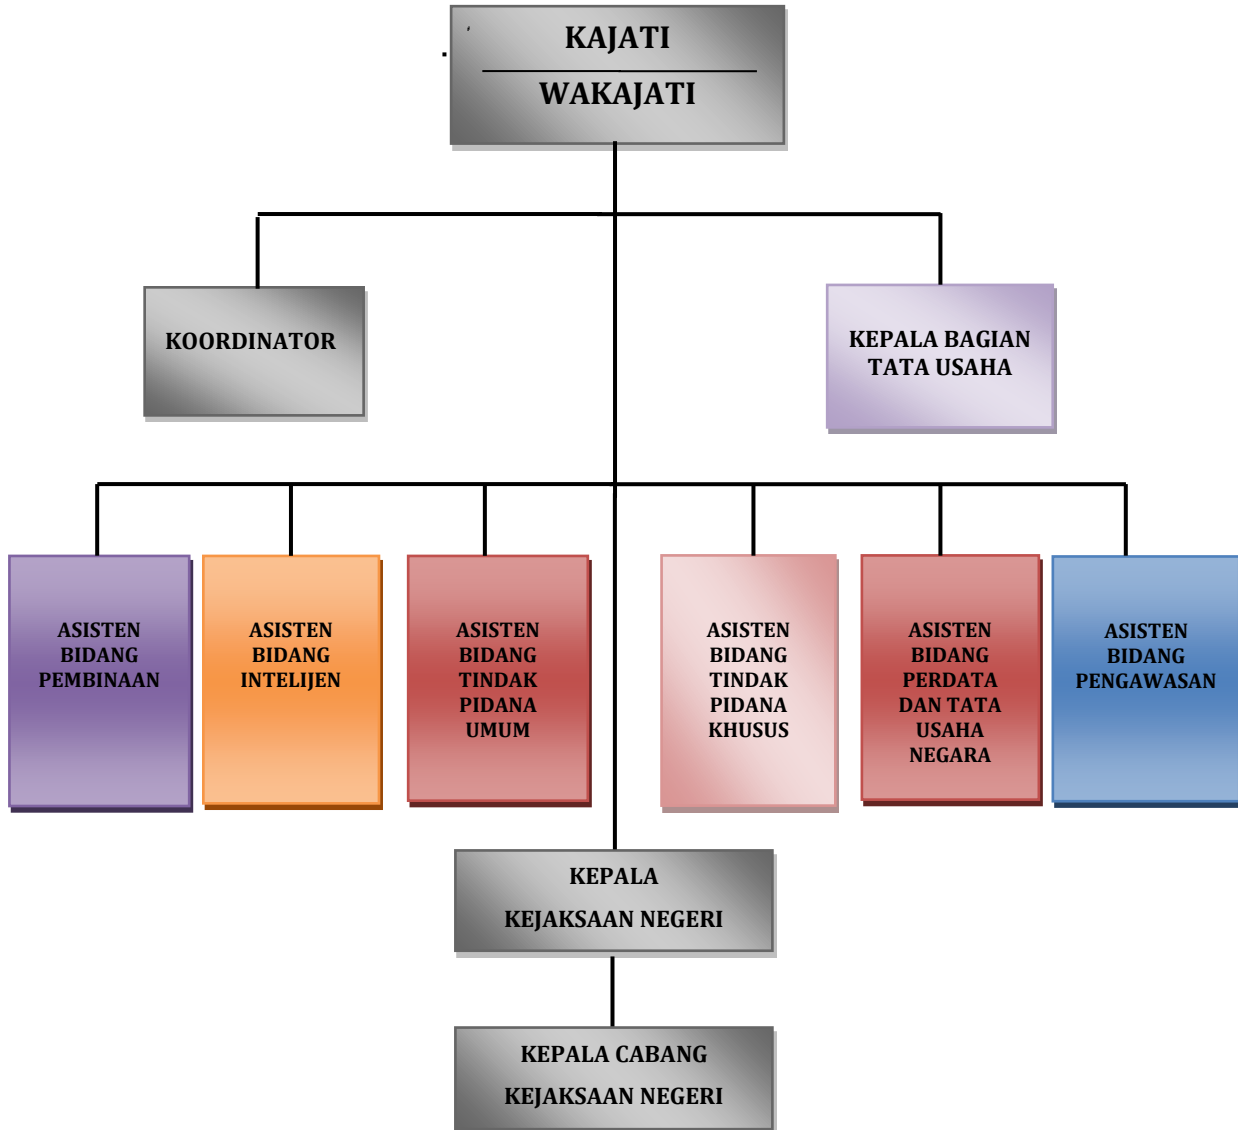 KAJATI
WAKAJATI
KOORDINATOR
KEPALA BAGIAN
TATA USAHA
ASISTEN
BIDANG
PEMBINAAN
ASISTEN
BIDANG
INTELIJEN
ASISTEN
BIDANG
TINDAK
PIDANA
UMUM
ASISTEN
BIDANG
TINDAK
PIDANA
KHUSUS
ASISTEN
BIDANG
PERDATA
DAN TATA
USAHA
NEGARA
ASISTEN
BIDANG
PENGAWASAN
KEPALA
KEJAKSAAN NEGERI
KEPALA CABANG
KEJAKSAAN NEGERI